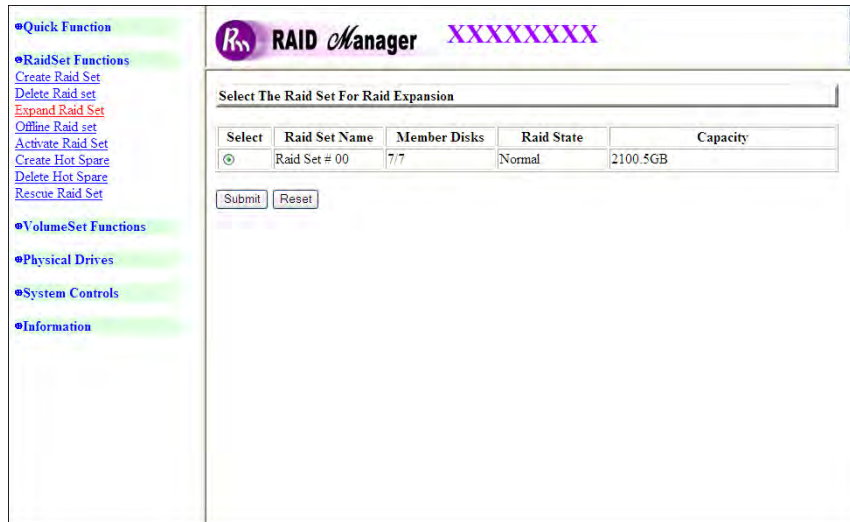 Quick Function
RaidSet Functions
Create Raid Set
Delete Raid set
Expand Raid Set
Offline Raid set
Activate Raid Set
Create Hot Spare
Delete Hot Spare
Rescue Raid Set
VolumeSet Functions
Physical Drives
System Controls
Information
Rm RAID Manager XXXXXXXX
Select The Raid Set For Raid Expansion
Select Raid Set Name Member Disks Raid State Capacity
Raid Set # 00 7/7 Normal 2100.5GB
Submit Reset